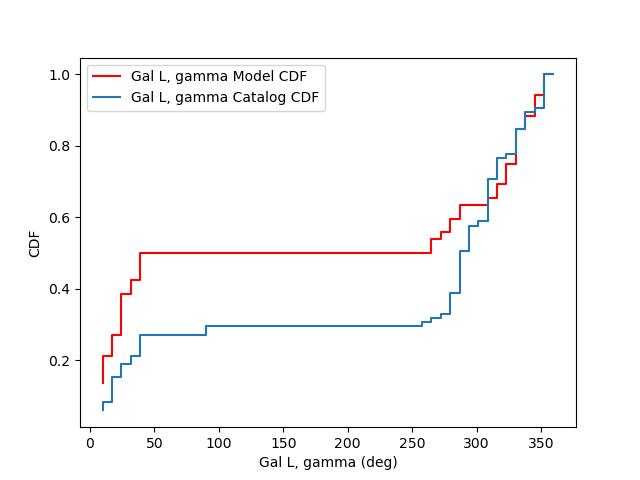 Gal L, gamma Model CDF
Gal L, gamma Catalog CDF
1.0
0.8
0.6
0.4
0.2
CDF
0 50 100 150 200 250 300 350
Gal L, gamma (deg)